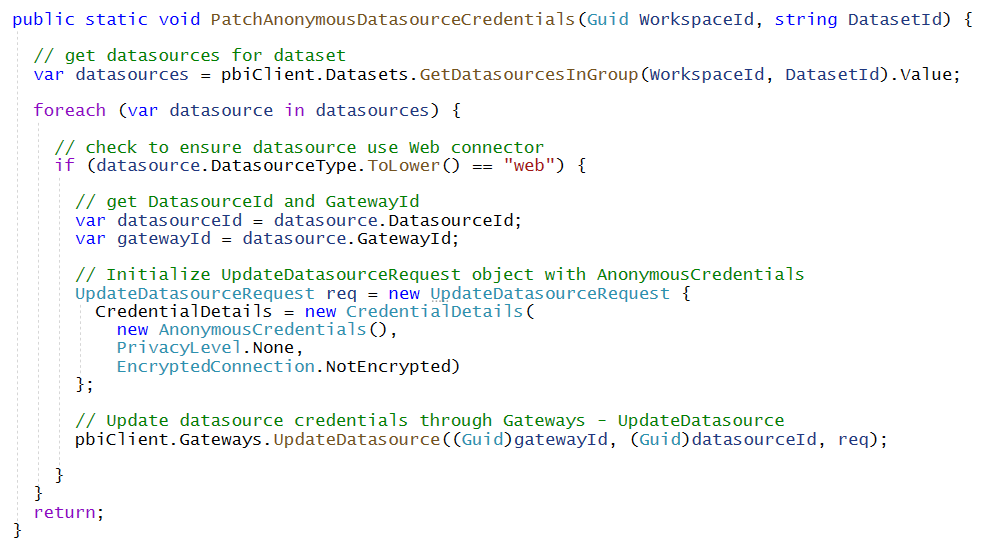 public static void PatchAnonymousDatasourceCredentials(Guid WorkspaceId, string DatasetId) {
// get datasources for dataset
var datasources = pbiClient.Datasets.GetDatasourcesInGroup(WorkspaceId, DatasetId).Value;
foreach (var datasource in datasources) {
// check to ensure datasource use Web connector
if (datasource.DatasourceType.ToLower() == "web") {
// get DatasourceId and GatewayId
var datasourceId = datasource.DatasourceId;
var gatewayId = datasource.GatewayId;
// Initialize UpdateDatasourceRequest object with AnonymousCredentials
UpdateDatasourceRequest req = new UpdateDatasourceRequest {
CredentialDetails = new CredentialDetails(
new AnonymousCredentials(),
PrivacyLevel.None,
EncryptedConnection.NotEncrypted)
};
// Update datasource credentials through Gateways - UpdateDatasource
pbiClient.Gateways.UpdateDatasource((Guid)gatewayId, (Guid)datasourceId, req);
}
}
return;
}